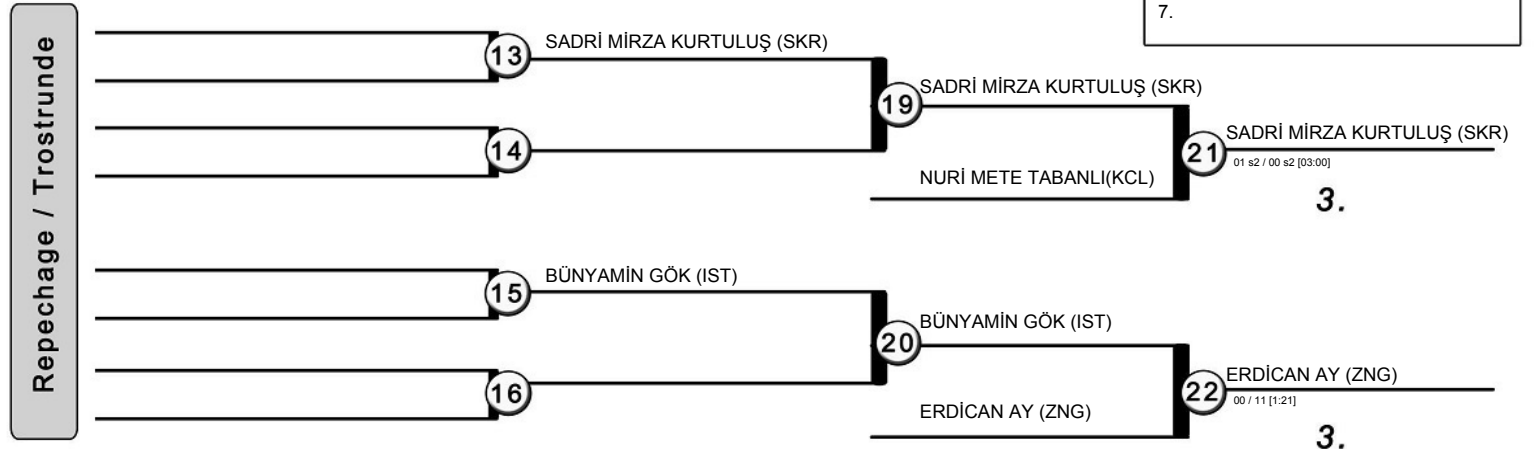 7.
Repechage / Trostrunde
13
SADRİ MİRZA KURTULUŞ (SKR)
14
19
SADRİ MİRZA KURTULUŞ (SKR)
NURİ METE TABANLI(KCL)
21
SADRİ MİRZA KURTULUŞ (SKR)
01 s2 / 00 s2 [03:00]
3.
15
BÜNYAMİN GÖK (IST)
16
20
BÜNYAMİN GÖK (IST)
ERDİCAN AY (ZNG)
22
ERDİCAN AY (ZNG)
00 / 11 [1:21]
3.